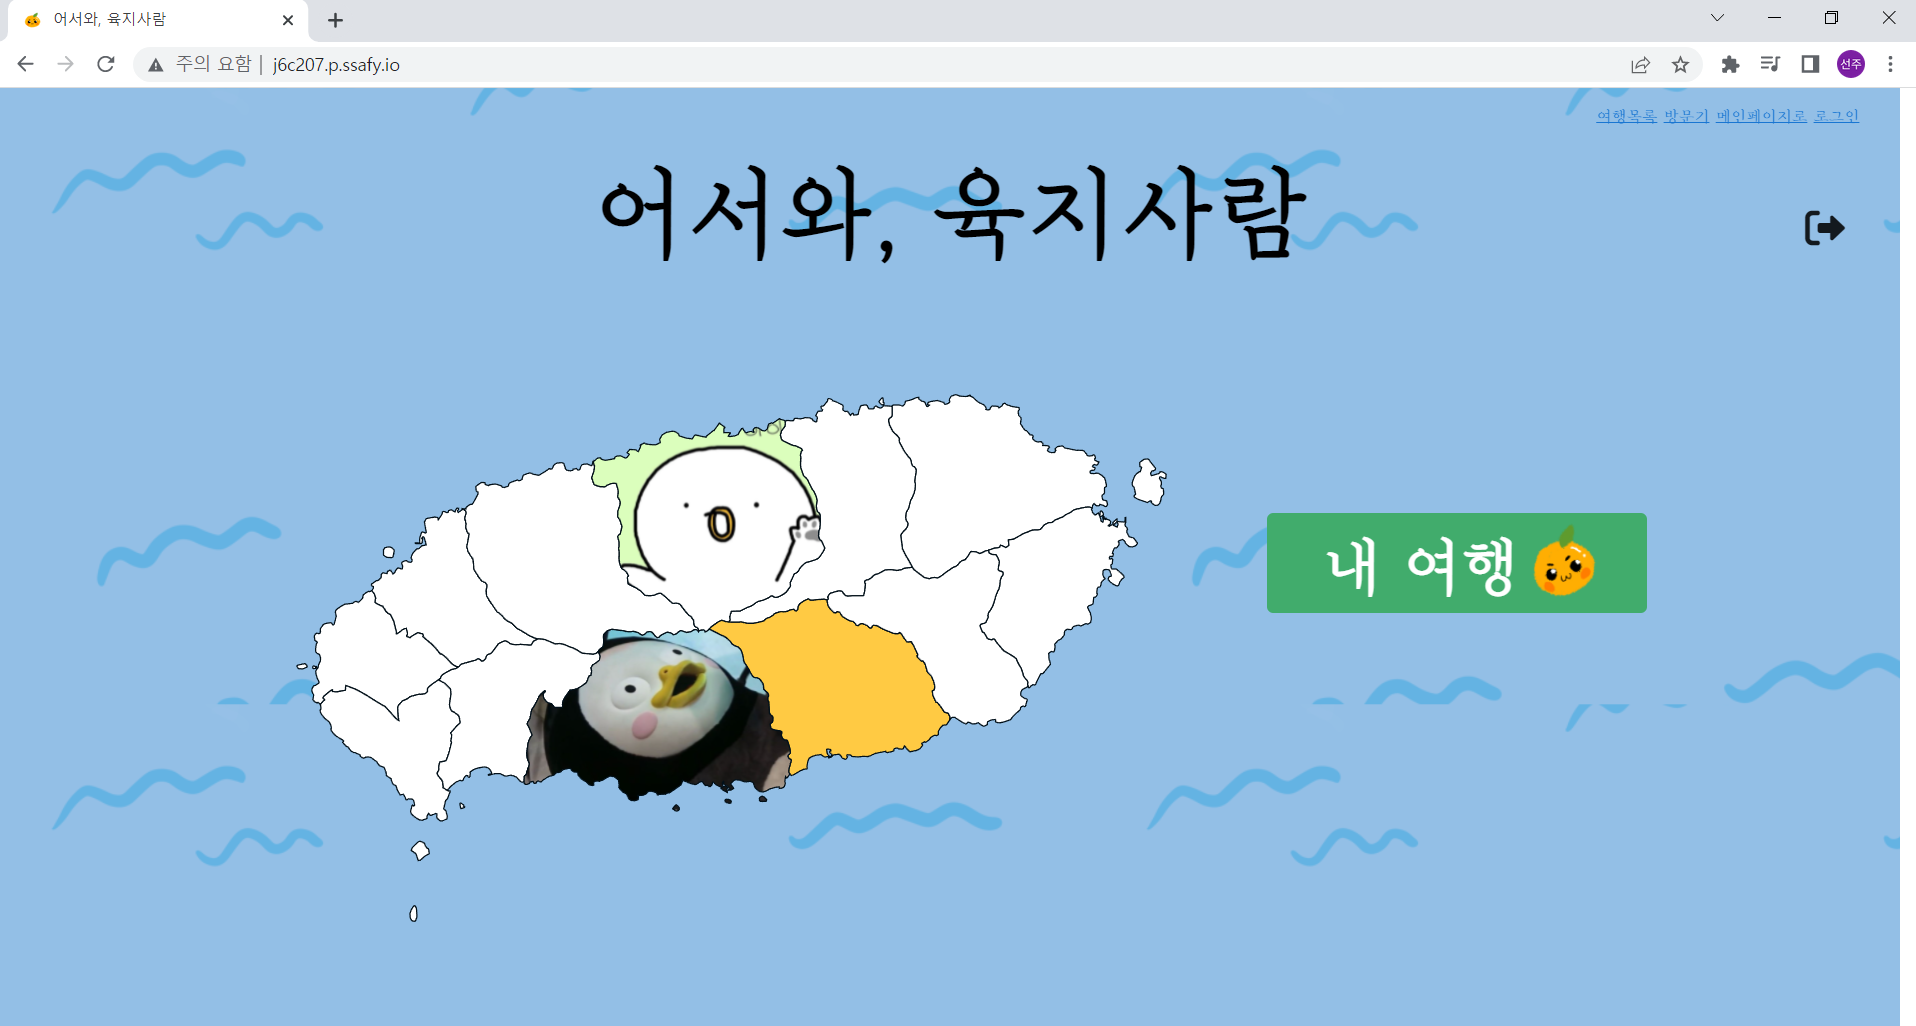 어서와, 육지사람
주의 요함 | j6c207.p.ssafy.io
선주
여행목록 방문기 메인페이지로 로그인
어서와, 육지사람
내 여행